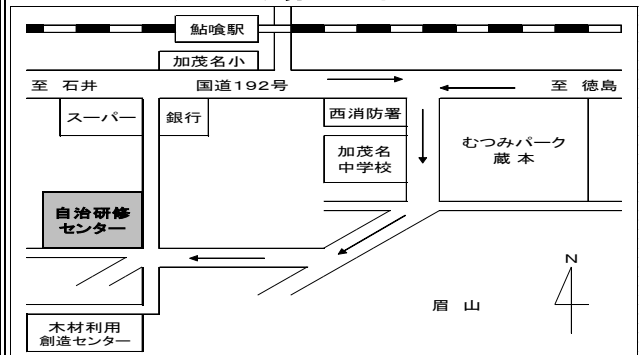 鮎喰駅
加茂名小
至 石井
国道192号
至 徳島
スーパー
銀行
西消防署
加茂名
中学校
むつみパーク
蔵本
自治研修
センター
N
眉山
木材利用
創造センター